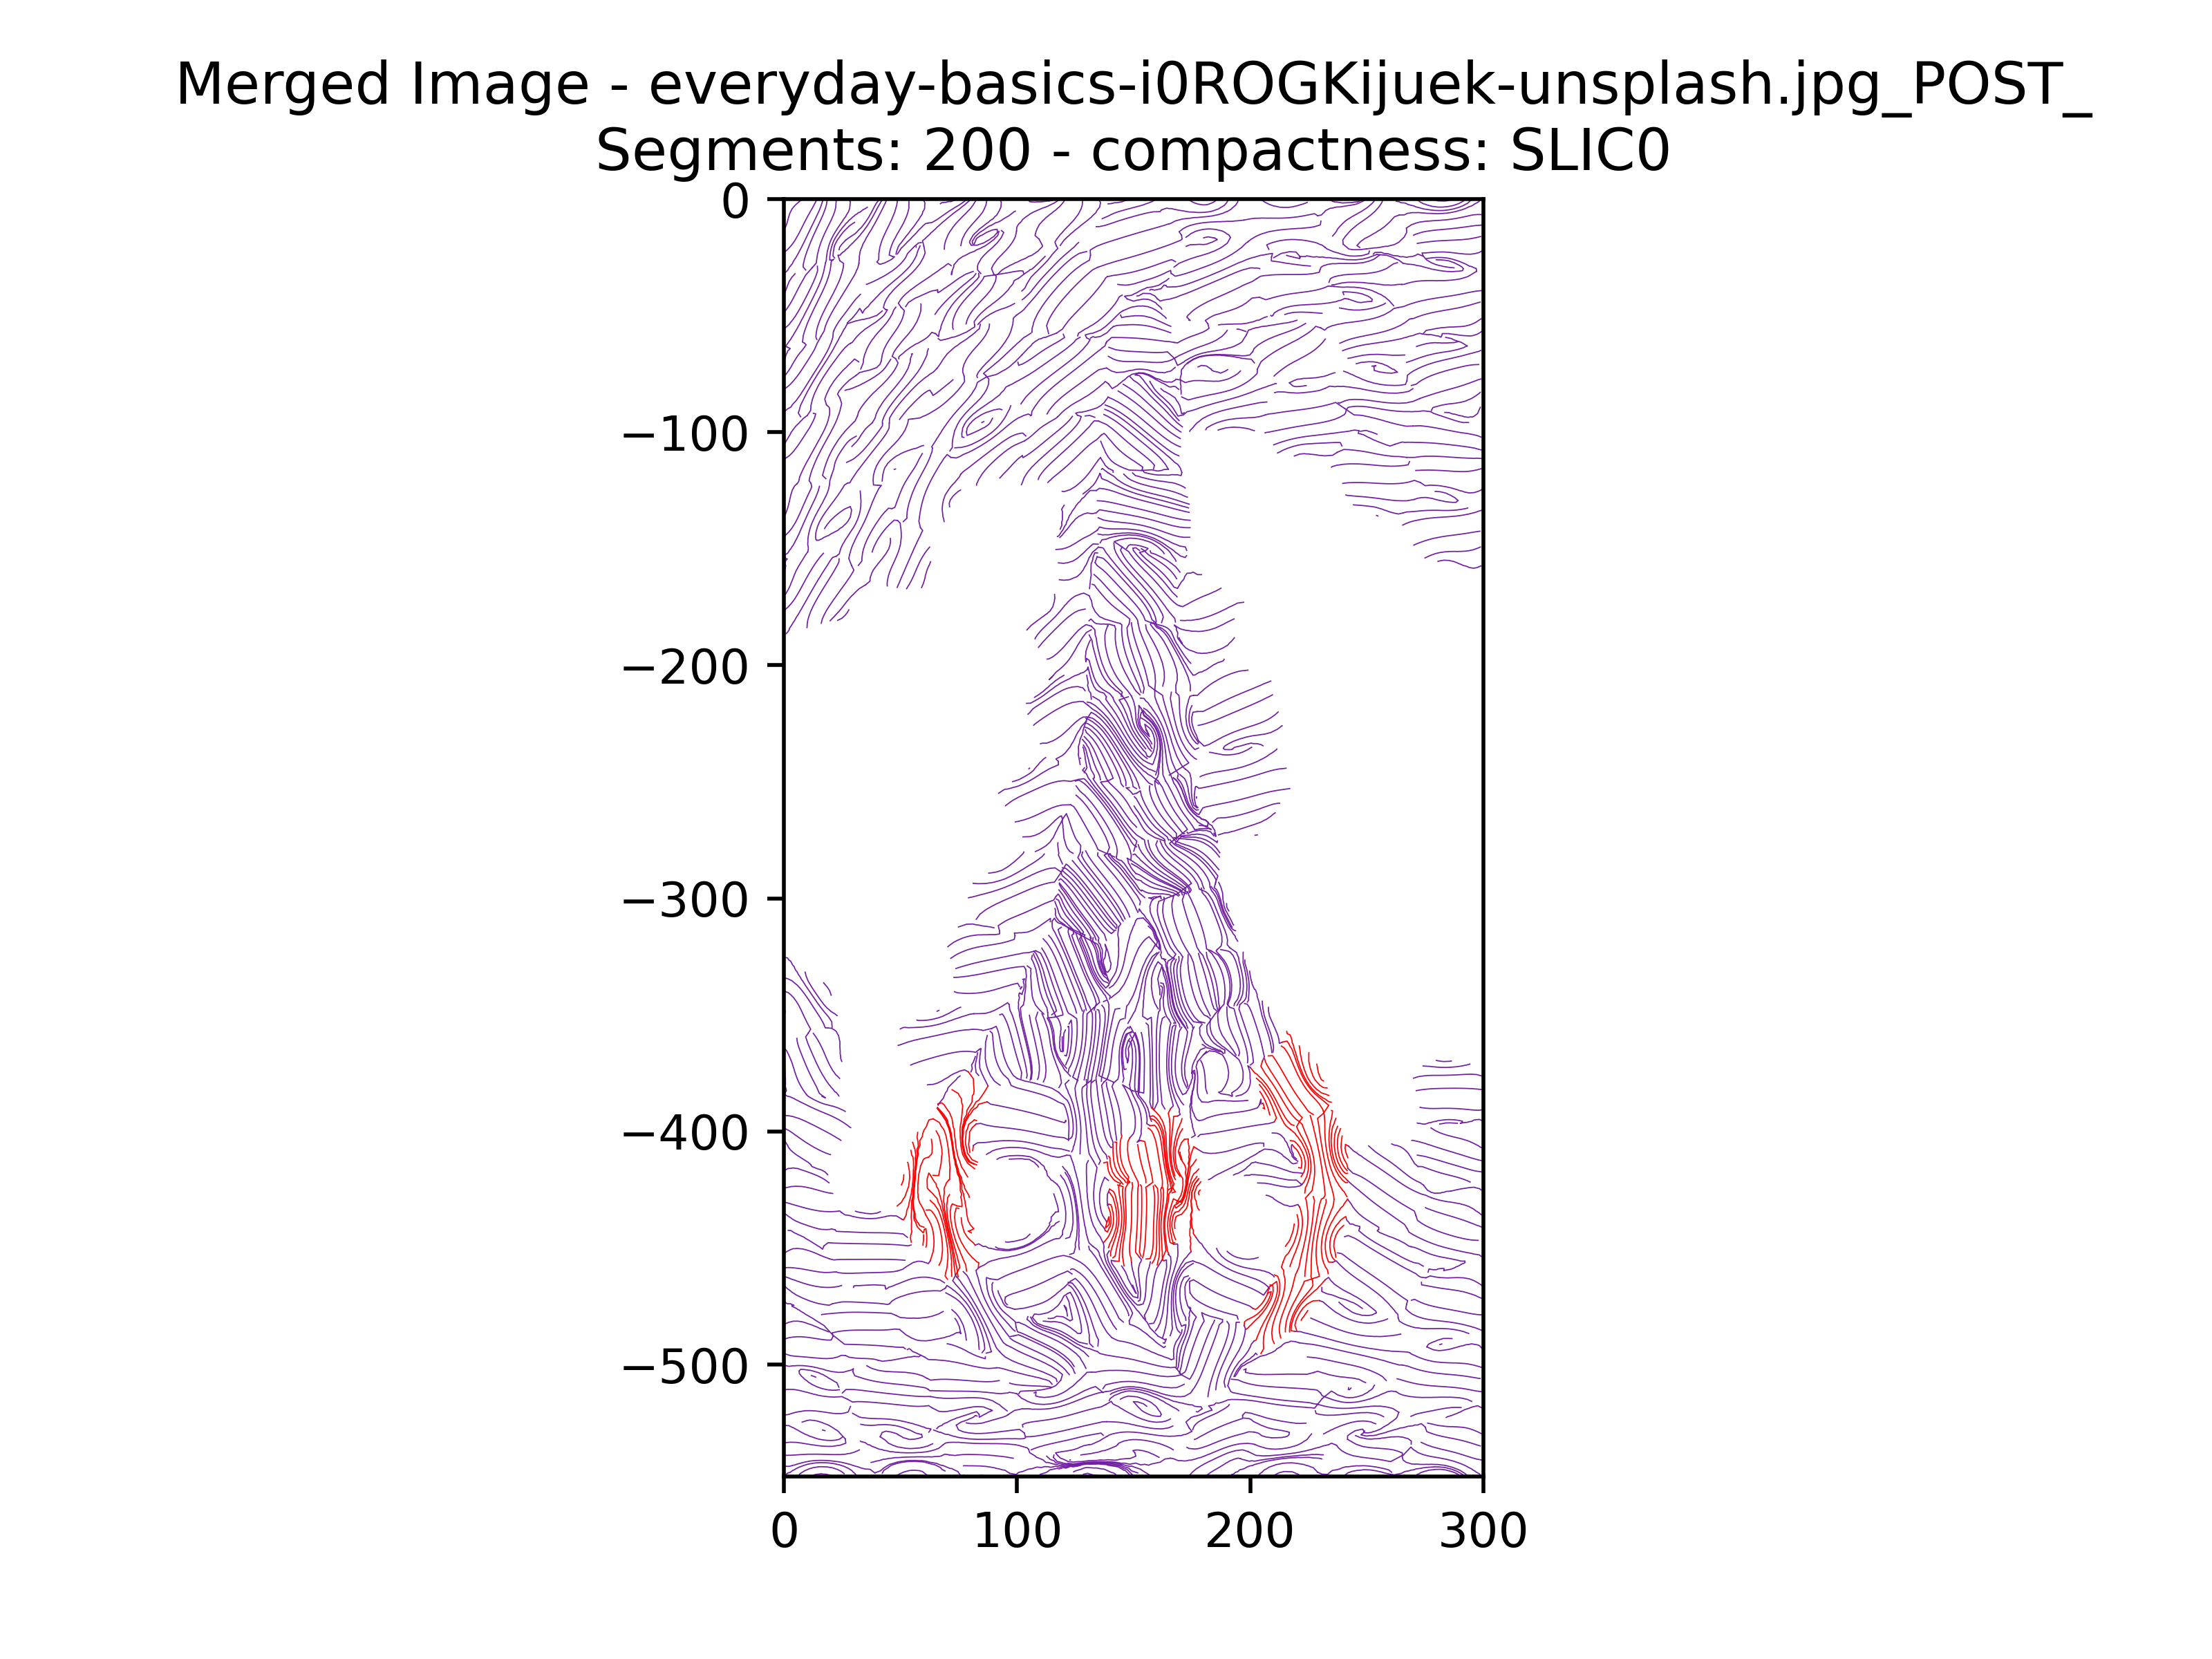 Merged Image - everyday-basics-i0ROGKijuek-unsplash.jpg_POST_
Segments: 200 - compactness: SLIC0
0
−100
−200
−300
−400
−500
0 100 200 300